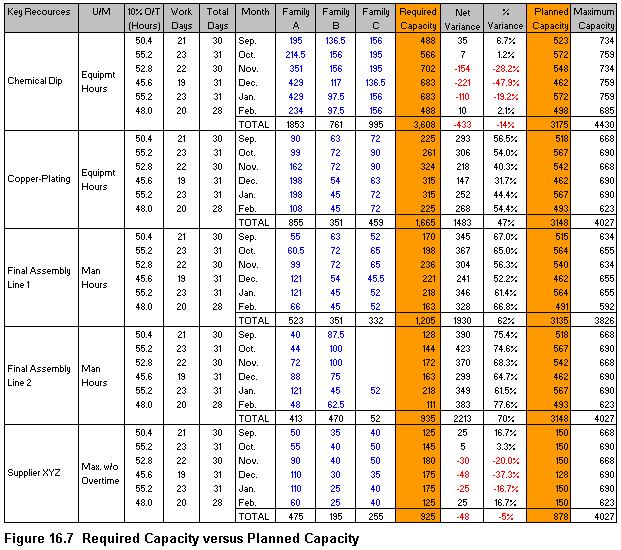 Key Recources U/M 10% O/T Work Total Month Family Family Family Required Net % Planned Maximum
(Hours) Days Days A B C Capacity Variance Variance Capacity Capacity
50.4 21 30 Sep. 195 136.5 156 488 35 6.7% 523 734
55.2 23 31 Oct. 214.5 156 195 566 7 1.2% 572 759
Chemical Dip Equipmt Hours 52.8 22 30 Nov. 351 156 195 702 -154 -28.2% 548 734
45.6 19 31 Dec. 429 117 136.5 683 -221 -47.9% 462 759
55.2 23 31 Jan. 429 97.5 156 683 -110 -19.2% 572 759
48.0 20 28 Feb. 234 97.5 156 488 10 2.1% 498 685
TOTAL 1853 761 995 3,608 -433 -14% 3175 4430
50.4 21 30 Sep. 90 63 72 225 293 56.5% 518 668
55.2 23 31 Oct. 99 72 90 261 306 54.0% 567 690
Copper-Plating Equipmt Hours 52.8 22 30 Nov. 162 72 90 324 218 40.3% 542 668
45.6 19 31 Dec. 198 54 63 315 147 31.7% 462 690
55.2 23 31 Jan. 198 45 72 315 252 44.4% 567 690
48.0 20 28 Feb. 108 45 72 225 268 54.4% 493 623
TOTAL 855 351 459 1,665 1483 47% 3148 4027
50.4 21 30 Sep. 55 63 52 170 345 67.0% 515 634
55.2 23 31 Oct. 60.5 72 65 198 367 65.0% 564 655
Final Assembly Line 1 Man Hours 52.8 22 30 Nov. 99 72 65 236 304 56.3% 540 634
45.6 19 31 Dec. 121 54 45.5 221 241 52.2% 462 655
55.2 23 31 Jan. 121 45 52 218 346 61.4% 564 655
48.0 20 28 Feb. 66 45 52 163 328 66.8% 491 592
TOTAL 523 351 332 1,205 1930 62% 3135 3826
50.4 21 30 Sep. 40 87.5 128 390 75.4% 518 668
55.2 23 31 Oct. 44 100 144 423 74.6% 567 690
Final Assembly Line 2 Man Hours 52.8 22 30 Nov. 72 100 172 370 68.3% 542 668
45.6 19 31 Dec. 88 75 163 299 64.7% 462 690
55.2 23 31 Jan. 121 45 52 218 349 61.5% 567 690
48.0 20 28 Feb. 48 62.5 111 383 77.6% 493 623
TOTAL 413 470 52 935 2213 70% 3148 4027
50.4 21 30 Sep. 50 35 40 125 25 16.7% 150 668
55.2 23 31 Oct. 55 40 50 145 5 3.3% 150 690
Supplier XYZ Max. w/o Overtime 52.8 22 30 Nov. 90 40 50 180 -30 -20.0% 150 668
45.6 19 31 Dec. 110 30 35 175 -48 -37.3% 128 690
55.2 23 31 Jan. 110 25 40 175 -25 -16.7% 150 690
48.0 20 28 Feb. 60 25 40 125 25 16.7% 150 623
TOTAL 475 195 255 925 -48 -5% 878 4027
Figure 16.7 Required Capacity versus Planned Capacity